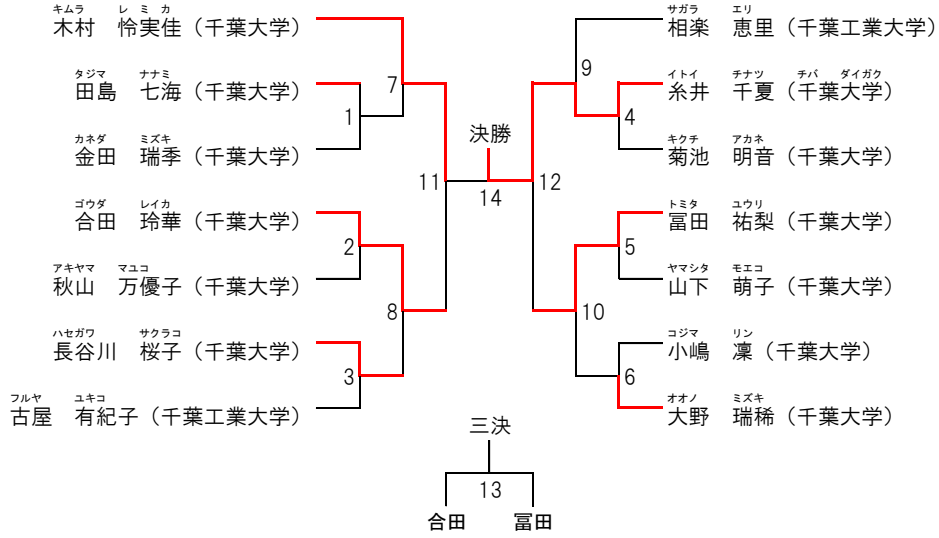 キムラ レミカ
木村 怜実佳（千葉大学）
タジマ ナナミ
田島 七海（千葉大学）
カネダ ミズキ
金田 瑞季（千葉大学）
ゴウダ レイカ
合田 玲華（千葉大学）
アキヤマ マユコ
秋山 万優子（千葉大学）
ハセガワ サクラコ
長谷川 桜子（千葉大学）
フルヤ ユキコ
古屋 有紀子（千葉工業大学）
7
1
11
2
8
3
決勝
14
サガラ エリ
相楽 恵里（千葉工業大学）
イトイ チナツ チバ ダイガク
糸井 千夏（千葉大学）
キクチ アカネ
菊池 明音（千葉大学）
トミタ ユウリ
冨田 祐梨（千葉大学）
ヤマシタ モエコ
山下 萌子（千葉大学）
コジマ リン
小嶋 凜（千葉大学）
オオノ ミズキ
大野 瑞稀（千葉大学）
9
4
12
5
10
6
三決
13
合田 冨田